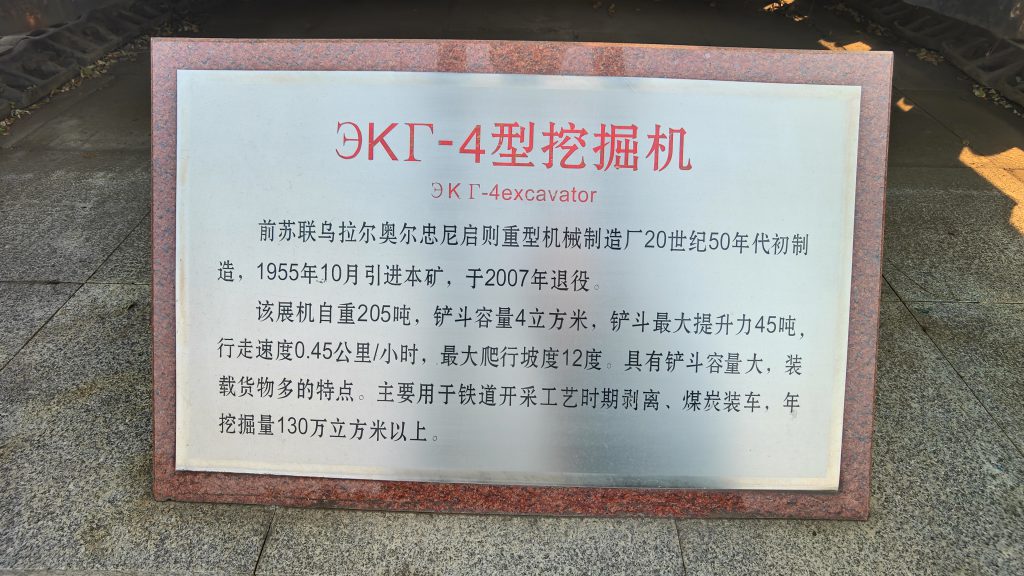 ЭКГ-4型挖掘机
ЭКГ-4excavator
前苏联乌拉尔奥尔忠尼启则重型机械制造厂20世纪50年代初制
造，1955年10月引进本矿，于2007年退役。
该展机自重205吨，铲斗容量4立方米，铲斗最大提升力45吨，
行走速度0.45公里/小时，最大爬行坡度12度。具有铲斗容量大，装
载货物多的特点。主要用于铁道开采工艺时期剥离、煤炭装车，年
挖掘量130万立方米以上。